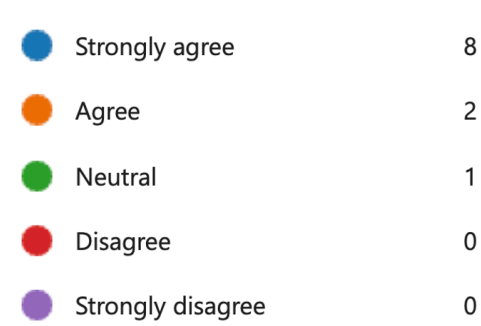 Strongly agree 8
Agree 2
Neutral 1
Disagree 0
Strongly disagree 0